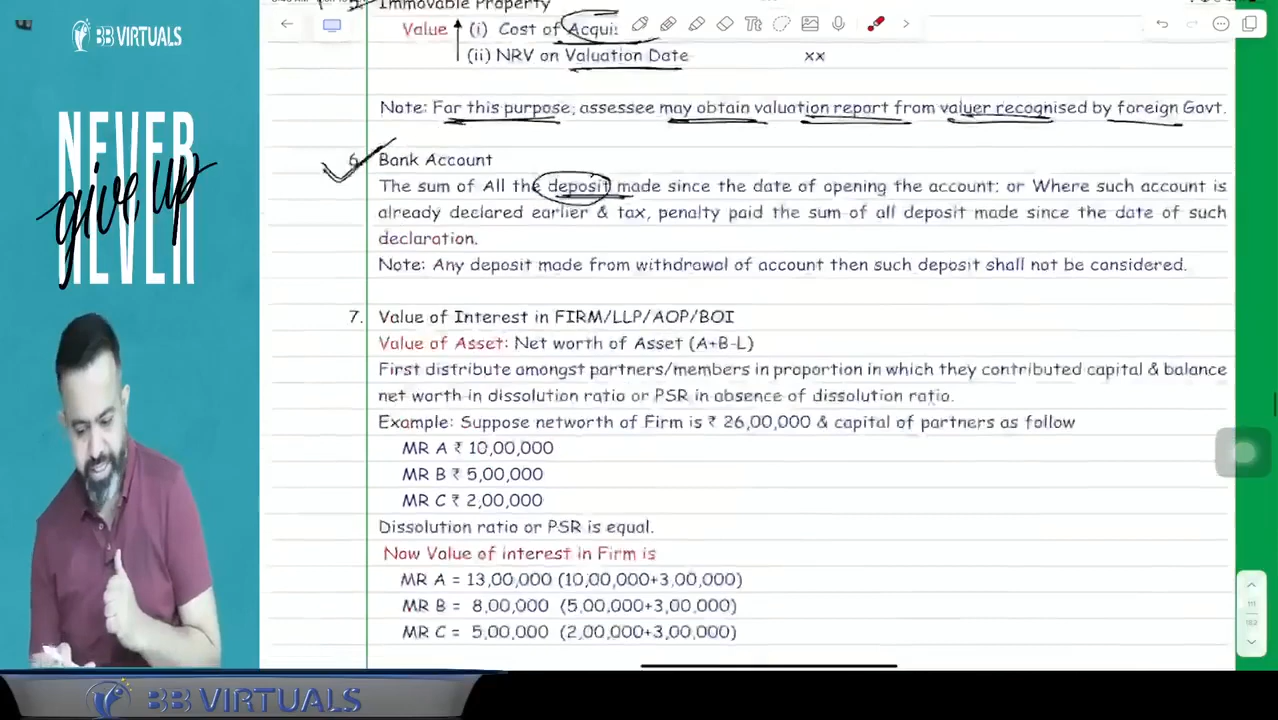 BB VIRTUALS
NEVER
give up
NEVER
Immovable Property
Value (i) Cost of Acqui
(ii) NRV on Valuation Date xx
Note: For this purpose, assessee may obtain valuation report from valuer recognised by foreign Govt.
6. Bank Account
The sum of All the deposit made since the date of opening the account: or Where such account is
already declared earlier & tax, penalty paid the sum of all deposit made since the date of such
declaration.
Note: Any deposit made from withdrawal of account then such deposit shall not be considered.
7. Value of Interest in FIRM/LLP/AOP/BOI
Value of Asset: Net worth of Asset (A+B-L)
First distribute amongst partners/members in proportion in which they contributed capital & balance
net worth in dissolution ratio or PSR in absence of dissolution ratio.
Example: Suppose networth of Firm is ₹ 26,00,000 & capital of partners as follow
MR A ₹ 10,00,000
MR B ₹ 5,00,000
MR C ₹ 2,00,000
Dissolution ratio or PSR is equal.
Now Value of interest in Firm is
MR A = 13,00,000 (10,00,000+3,00,000)
MR B = 8,00,000 (5,00,000+3,00,000)
MR C = 5,00,000 (2,00,000+3,00,000)
111
162
BB VIRTUALS